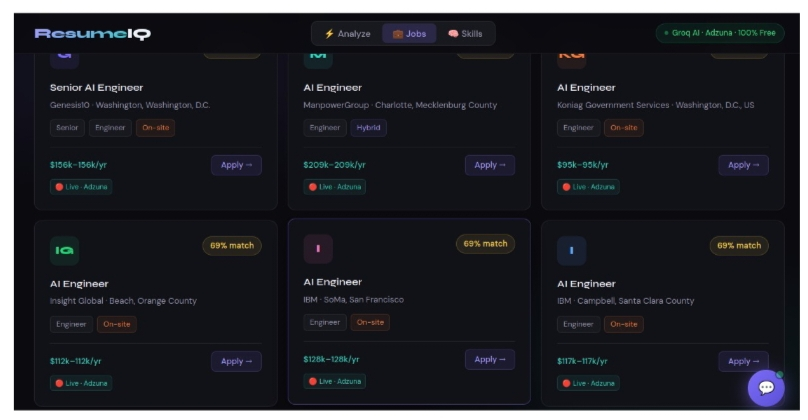 ResumeIQ
⚡ Analyze 💼 Jobs 🧠 Skills
Groq AI · Adzuna · 100% Free
G
M
KG
Senior AI Engineer
Genesis10 · Washington, Washington, D.C.
Senior Engineer On-site
$156k–156k/yr Apply →
🔴 Live · Adzuna
AI Engineer
ManpowerGroup · Charlotte, Mecklenburg County
Engineer Hybrid
$209k–209k/yr Apply →
🔴 Live · Adzuna
AI Engineer
Koniag Government Services · Washington, D.C., US
Engineer On-site
$95k–95k/yr Apply →
🔴 Live · Adzuna
IG 69% match
AI Engineer
Insight Global · Beach, Orange County
Engineer On-site
$112k–112k/yr Apply →
🔴 Live · Adzuna
I 69% match
AI Engineer
IBM · SoMa, San Francisco
Engineer On-site
$128k–128k/yr Apply →
🔴 Live · Adzuna
I 69% match
AI Engineer
IBM · Campbell, Santa Clara County
Engineer On-site
$117k–117k/yr Apply →
🔴 Live · Adzuna